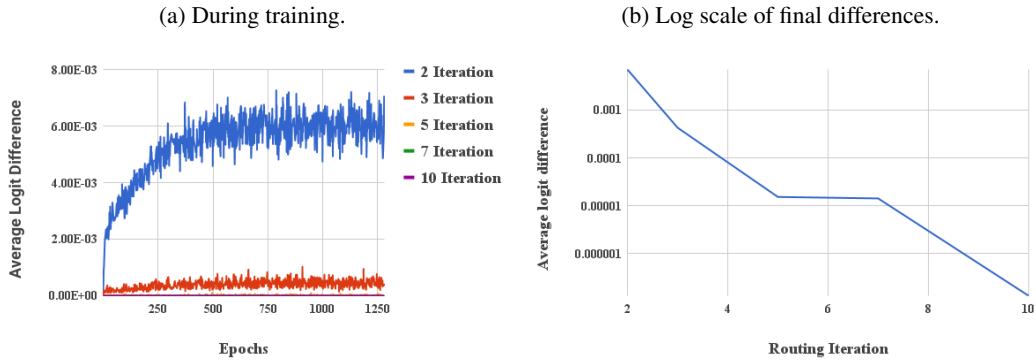 (a) During training.
8.00E-03
6.00E-03
4.00E-03
2.00E-03
0.00E+00
Average Logit Difference
250
500
750
1000
1250
Epochs
2 Iteration
3 Iteration
5 Iteration
7 Iteration
10 Iteration
(b) Log scale of final differences.
0.001
0.0001
0.00001
0.000001
Average logit difference
2
4
6
8
10
Routing Iteration